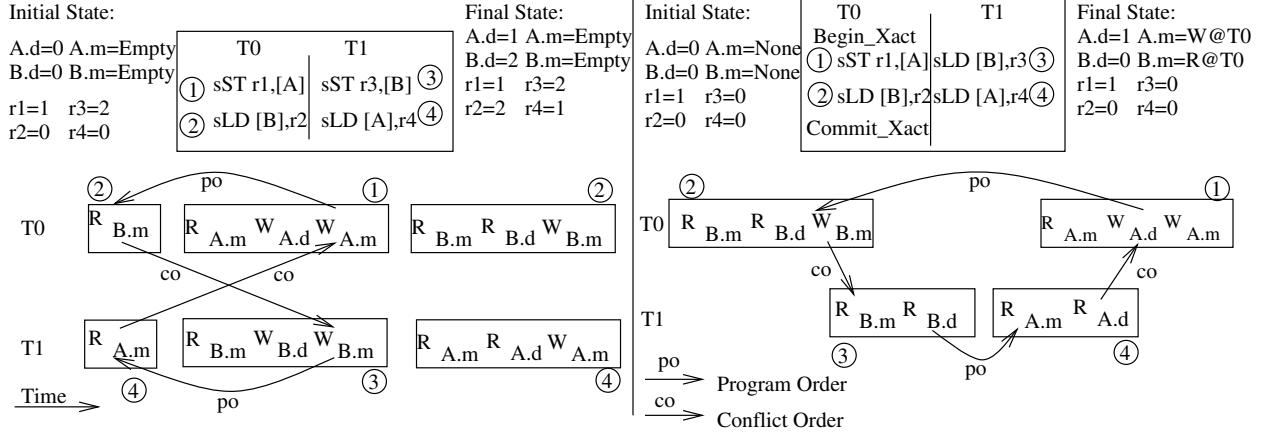 Initial State:
A.d=0 A.m=Empty
B.d=0 B.m=Empty
r1=1 r3=2
r2=0 r4=0
T0 T1
① sST r1,[A] sST r3,[B] ③
② sLD [B],r2 sLD [A],r4 ④
Final State:
A.d=1 A.m=Empty
B.d=2 B.m=Empty
r1=1 r3=2
r2=2 r4=1
② po ① ②
T0
R B.m
R A.m W A.d W A.m
R B.m R B.d W B.m
co co
T1
R A.m
R B.m W B.d W B.m
R A.m R A.d W A.m
④ po ③ ④
Time
Initial State:
A.d=0 A.m=None
B.d=0 B.m=None
r1=1 r3=0
r2=0 r4=0
T0 T1
Begin_Xact
① sST r1,[A] sLD [B],r3 ③
② sLD [B],r2 sLD [A],r4 ④
Commit_Xact
Final State:
A.d=1 A.m=W@T0
B.d=0 B.m=R@T0
r1=1 r3=0
r2=0 r4=0
② po ①
T0
R B.m R B.d W B.m
R A.m W A.d W A.m
co co
T1
R B.m R B.d
R A.m R A.d
③ po ④
po Program Order
co Conflict Order